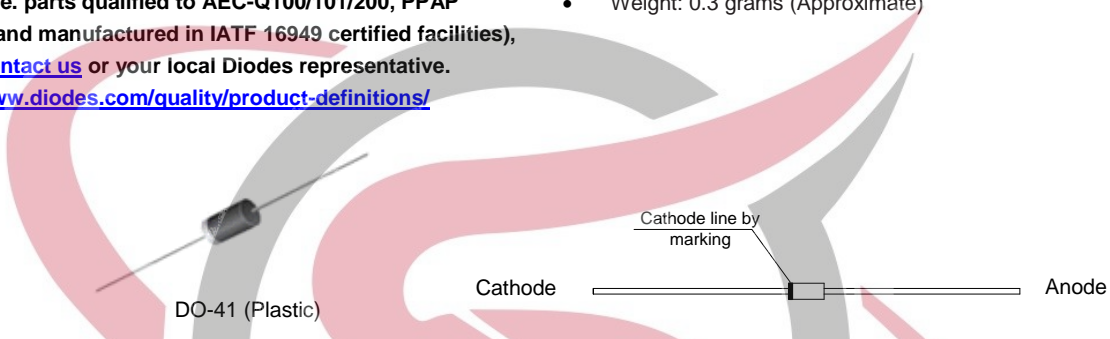 e. parts qualified to AEC-Q100/101/200, PPAP
and manufactured in IATF 16949 certified facilities),
ntact us or your local Diodes representative.
ww.diodes.com/quality/product-definitions/
• Weight: 0.3 grams (Approximate)
DO-41 (Plastic)
Cathode line by
marking
Cathode
Anode